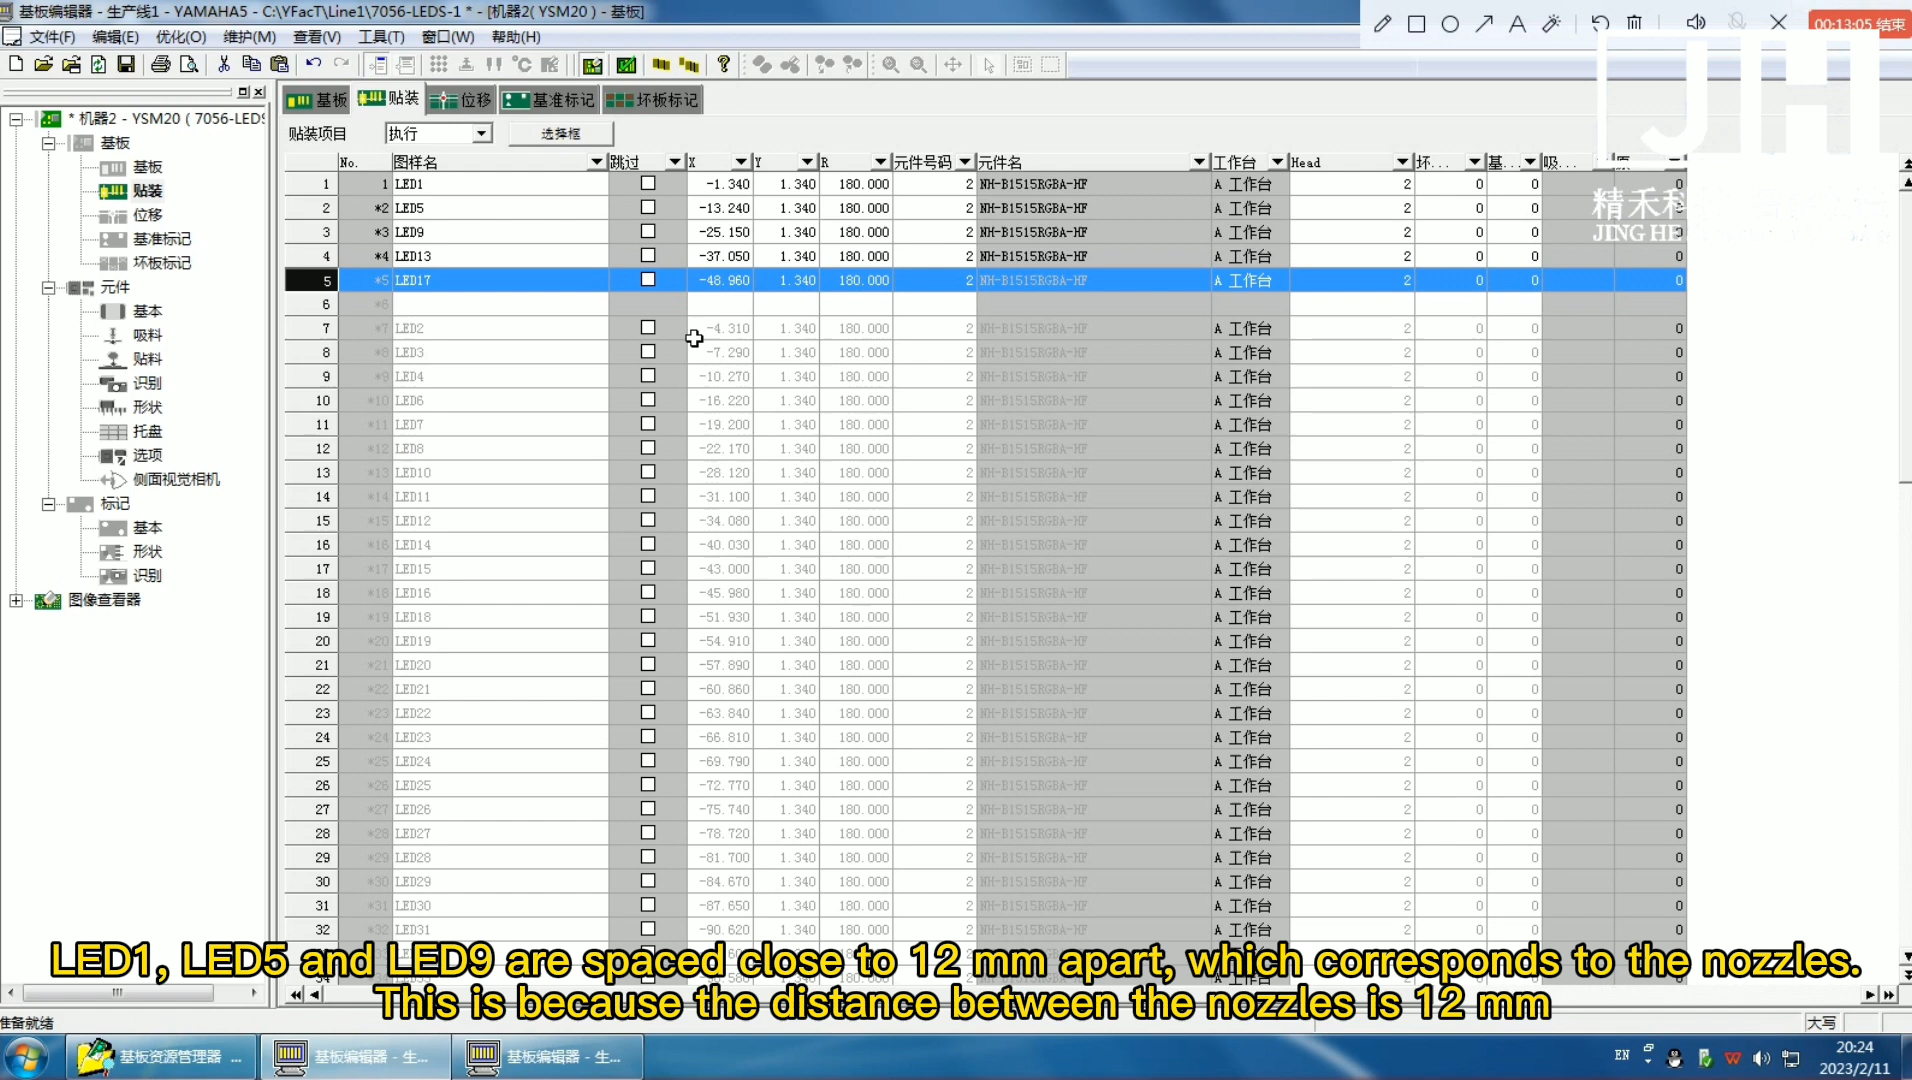 基板编辑器 - 生产线1 - YAMAHA5 - C:\YFacT\Line1\7056-LEDS-1 * - [机器2( YSM20 ) - 基板]
00:13:05 结束
文件(F) 编辑(E) 优化(O) 维护(M) 查看(V) 工具(T) 窗口(W) 帮助(H)
JH
精禾科
JING HE
* 机器2 - YSM20 ( 7056-LEDS
基板
基板
贴装
位移
基准标记
坏板标记
元件
基本
吸料
贴料
识别
形状
托盘
选项
侧面视觉相机
标记
基本
形状
识别
图像查看器
基板 贴装 位移 基准标记 坏板标记
贴装项目 执行 选择框
No. 图样名 跳过 X Y R 元件号码 元件名 工作台 Head 坏... 基... 吸...
1 1 LED1 -1.340 1.340 180.000 2 NH-B1515RGBA-HF A 工作台 2 0 0 0
2 *2 LED5 -13.240 1.340 180.000 2 NH-B1515RGBA-HF A 工作台 2 0 0
3 *3 LED9 -25.150 1.340 180.000 2 NH-B1515RGBA-HF A 工作台 2 0 0
4 *4 LED13 -37.050 1.340 180.000 2 NH-B1515RGBA-HF A 工作台 2 0 0 0
5 *5 LED17 -48.960 1.340 180.000 2 NH-B1515RGBA-HF A 工作台 2 0 0 0
6 *6
7 *7 LED2 -4.310 1.340 180.000 2 NH-B1515RGBA-HF A 工作台 2 0 0 0
8 *8 LED3 -7.290 1.340 180.000 2 NH-B1515RGBA-HF A 工作台 2 0 0 0
9 *9 LED4 -10.270 1.340 180.000 2 NH-B1515RGBA-HF A 工作台 2 0 0 0
10 *10 LED6 -16.220 1.340 180.000 2 NH-B1515RGBA-HF A 工作台 2 0 0 0
11 *11 LED7 -19.200 1.340 180.000 2 NH-B1515RGBA-HF A 工作台 2 0 0 0
12 *12 LED8 -22.170 1.340 180.000 2 NH-B1515RGBA-HF A 工作台 2 0 0 0
13 *13 LED10 -28.120 1.340 180.000 2 NH-B1515RGBA-HF A 工作台 2 0 0 0
14 *14 LED11 -31.100 1.340 180.000 2 NH-B1515RGBA-HF A 工作台 2 0 0 0
15 *15 LED12 -34.080 1.340 180.000 2 NH-B1515RGBA-HF A 工作台 2 0 0 0
16 *16 LED14 -40.030 1.340 180.000 2 NH-B1515RGBA-HF A 工作台 2 0 0 0
17 *17 LED15 -43.000 1.340 180.000 2 NH-B1515RGBA-HF A 工作台 2 0 0 0
18 *18 LED16 -45.980 1.340 180.000 2 NH-B1515RGBA-HF A 工作台 2 0 0 0
19 *19 LED18 -51.930 1.340 180.000 2 NH-B1515RGBA-HF A 工作台 2 0 0 0
20 *20 LED19 -54.910 1.340 180.000 2 NH-B1515RGBA-HF A 工作台 2 0 0 0
21 *21 LED20 -57.890 1.340 180.000 2 NH-B1515RGBA-HF A 工作台 2 0 0 0
22 *22 LED21 -60.860 1.340 180.000 2 NH-B1515RGBA-HF A 工作台 2 0 0 0
23 *23 LED22 -63.840 1.340 180.000 2 NH-B1515RGBA-HF A 工作台 2 0 0 0
24 *24 LED23 -66.810 1.340 180.000 2 NH-B1515RGBA-HF A 工作台 2 0 0 0
25 *25 LED24 -69.790 1.340 180.000 2 NH-B1515RGBA-HF A 工作台 2 0 0 0
26 *26 LED25 -72.770 1.340 180.000 2 NH-B1515RGBA-HF A 工作台 2 0 0 0
27 *27 LED26 -75.740 1.340 180.000 2 NH-B1515RGBA-HF A 工作台 2 0 0 0
28 *28 LED27 -78.720 1.340 180.000 2 NH-B1515RGBA-HF A 工作台 2 0 0 0
29 *29 LED28 -81.700 1.340 180.000 2 NH-B1515RGBA-HF A 工作台 2 0 0 0
30 *30 LED29 -84.670 1.340 180.000 2 NH-B1515RGBA-HF A 工作台 2 0 0 0
31 *31 LED30 -87.650 1.340 180.000 2 NH-B1515RGBA-HF A 工作台 2 0 0 0
32 *32 LED31 -90.620 1.340 180.000 2 NH-B1515RGBA-HF A 工作台 2 0 0 0
LED1, LED5 and LED9 are spaced close to 12 mm apart, which corresponds to the nozzles.
This is because the distance between the nozzles is 12 mm
准备就绪 大写
基板资源管理器 ... 基板编辑器 - 生... 基板编辑器 - 生... EN 20:24
2023/2/11